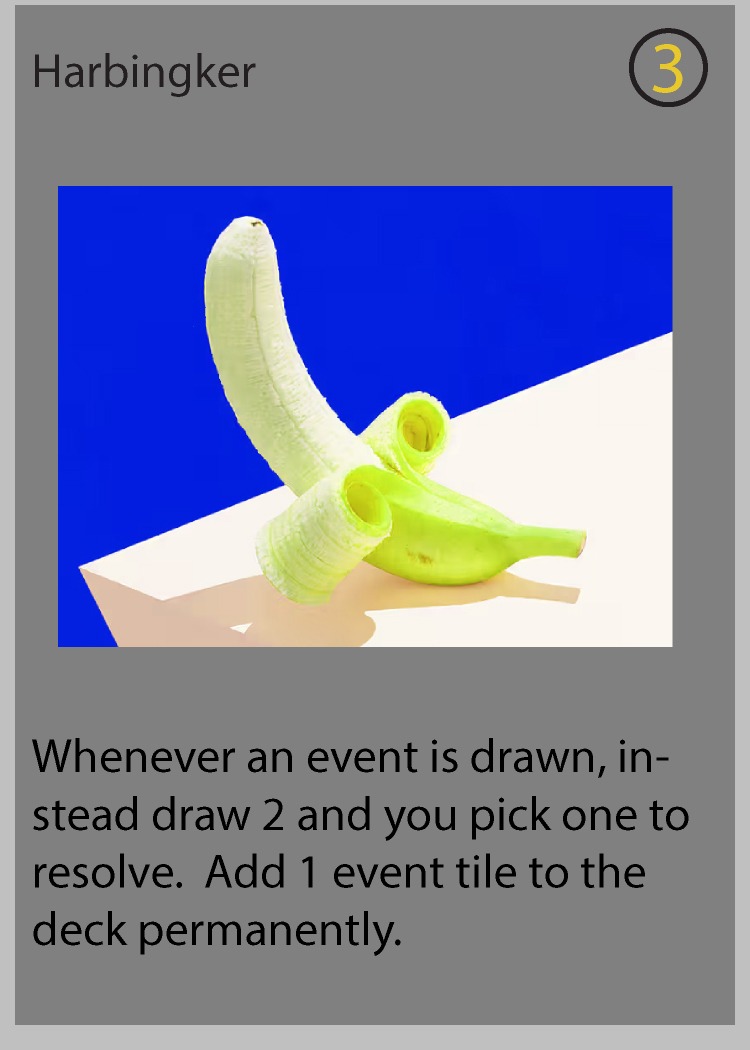 Harbingker
3
Whenever an event is drawn, in-
stead draw 2 and you pick one to
resolve.  Add 1 event tile to the
deck permanently.